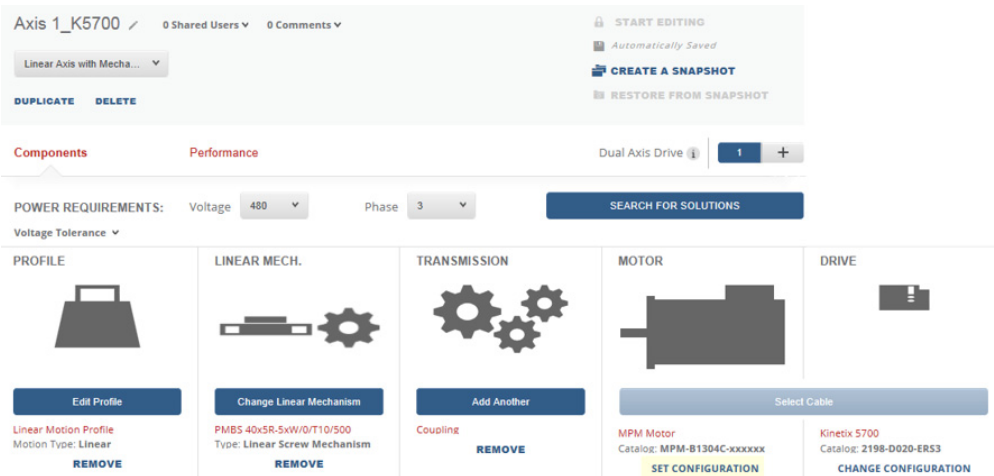 Axis 1_K5700 0 Shared Users 0 Comments
START EDITING
Automatically Saved
Linear Axis with Mecha...
CREATE A SNAPSHOT
DUPLICATE DELETE
RESTORE FROM SNAPSHOT
Components Performance Dual Axis Drive i 1 +
POWER REQUIREMENTS: Voltage 480 Phase 3 SEARCH FOR SOLUTIONS
Voltage Tolerance
PROFILE LINEAR MECH. TRANSMISSION MOTOR DRIVE
Edit Profile Change Linear Mechanism Add Another Select Cable
Linear Motion Profile PMBS 40x5R-5xW/0/T10/500 Coupling MPM Motor Kinetix 5700
Motion Type: Linear Type: Linear Screw Mechanism Catalog: MPM-B1304C-xxxxxx Catalog: 2198-D020-ERS3
REMOVE REMOVE REMOVE SET CONFIGURATION CHANGE CONFIGURATION